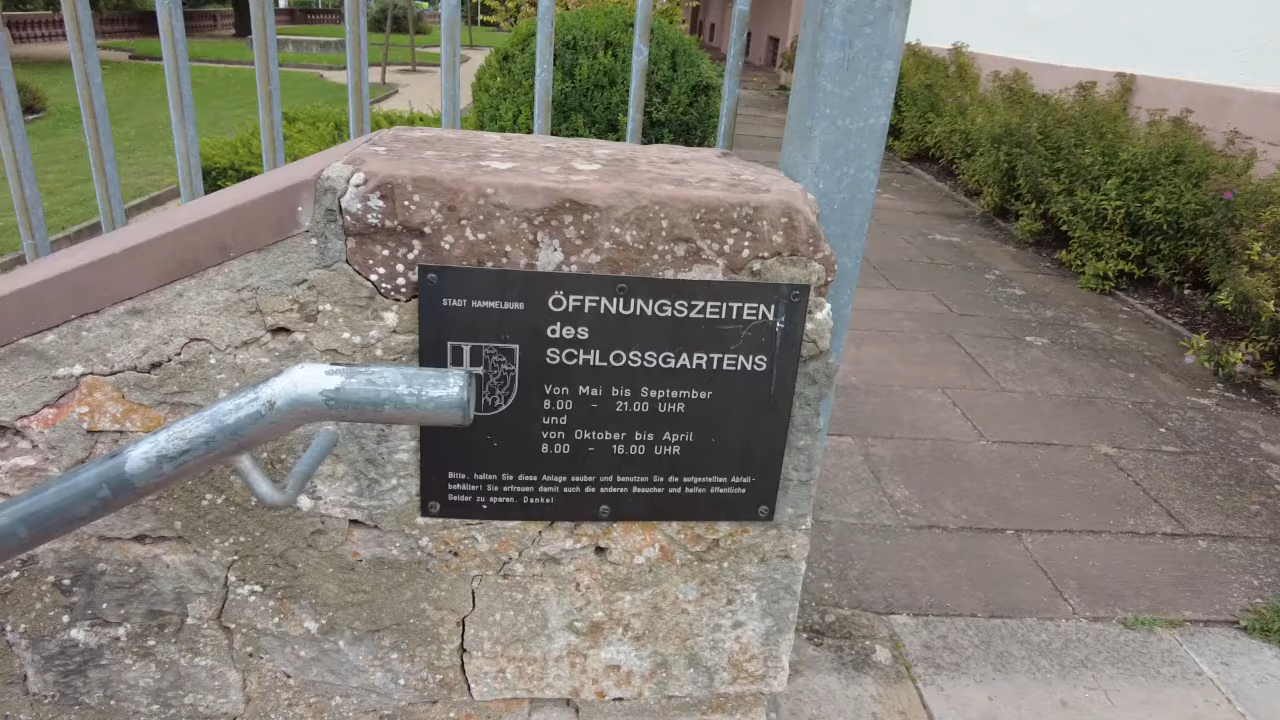 STADT HAMMELBURG
ÖFFNUNGSZEITEN
des
SCHLOSSGARTENS
Von Mai bis September
8.00 - 21.00 UHR
und
von Oktober bis April
8.00 - 16.00 UHR
Bitte, halten Sie diese Anlage sauber und benutzen Sie die aufgestellten Abfall-
behälter! Sie erfreuen damit auch die anderen Besucher und helfen öffentliche
Gelder zu sparen. Danke!